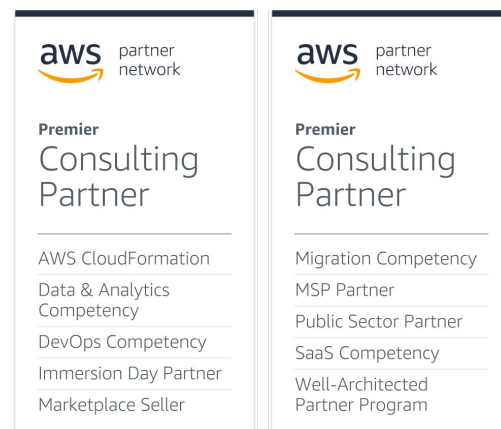 aws partner
network
Premier
Consulting
Partner
AWS CloudFormation
Data & Analytics
Competency
DevOps Competency
Immersion Day Partner
Marketplace Seller
aws partner
network
Premier
Consulting
Partner
Migration Competency
MSP Partner
Public Sector Partner
SaaS Competency
Well-Architected
Partner Program